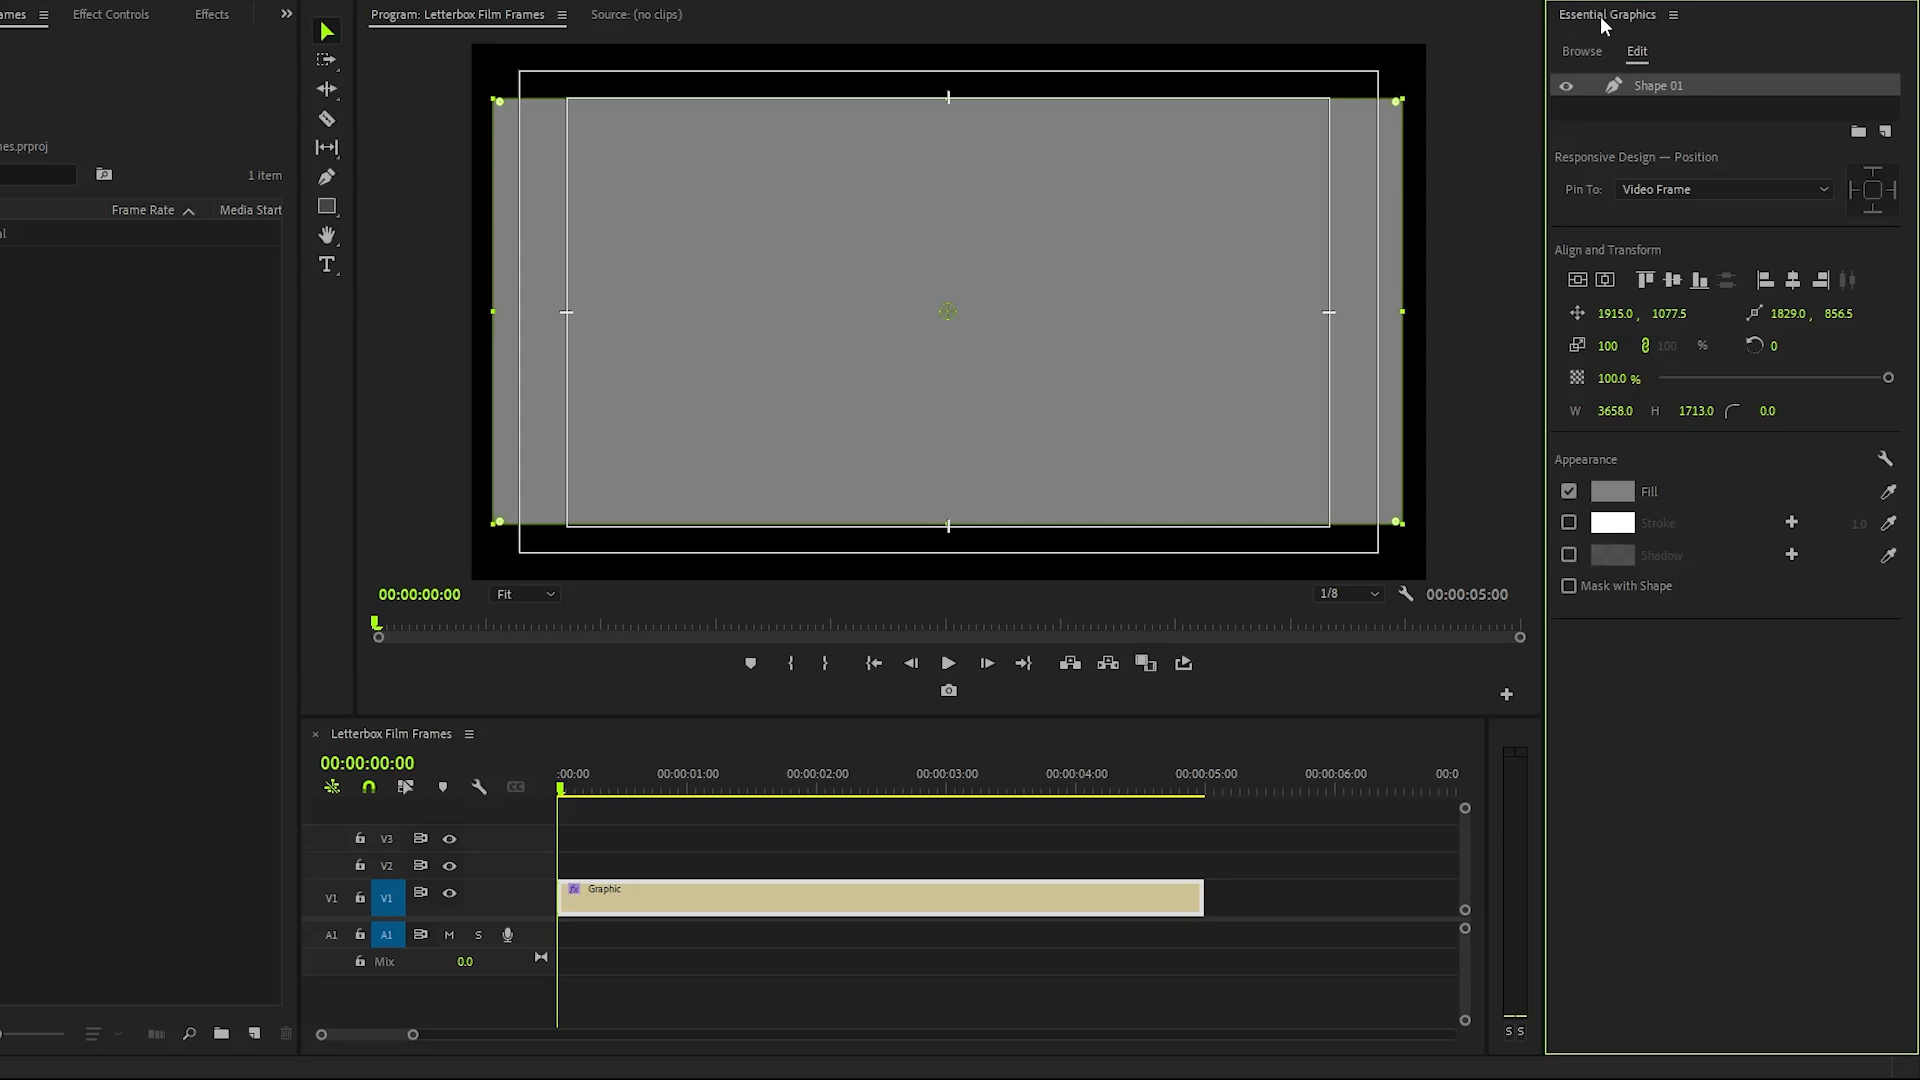 ames
Effect Controls
Effects
Program: Letterbox Film Frames
Source: (no clips)
Essential Graphics
Browse
Edit
Shape 01
es.prproj
1 item
Frame Rate
Media Start
al
Responsive Design — Position
Pin To:
Video Frame
Align and Transform
1915.0 , 1077.5
1829.0 , 856.5
100
100
%
0
100.0 %
W 3658.0 H 1713.0
0.0
Appearance
Fill
Stroke
1.0
Shadow
Mask with Shape
00:00:00:00
Fit
1/8
00:00:05:00
Letterbox Film Frames
00:00:00:00
:00:00
00:00:01:00
00:00:02:00
00:00:03:00
00:00:04:00
00:00:05:00
00:00:06:00
00:0
V3
V2
V1
V1
fx
Graphic
A1
A1
M
S
Mix
0.0
S S